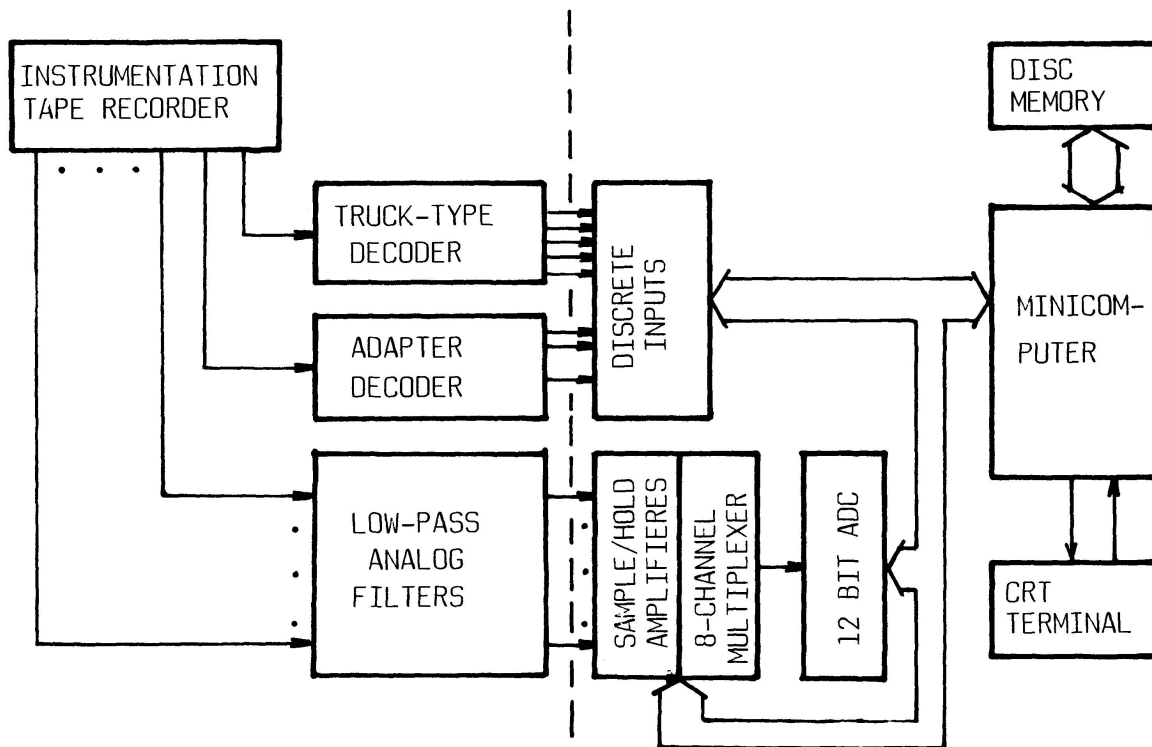 INSTRUMENTATION
TAPE RECORDER
DISC
MEMORY
TRUCK-TYPE
DECODER
DISCRETE
INPUTS
MINICOM-
PUTER
ADAPTER
DECODER
LOW-PASS
ANALOG
FILTERS
SAMPLE/HOLD
AMPLIFIERES
8-CHANNEL
MULTIPLEXER
12 BIT ADC
CRT
TERMINAL